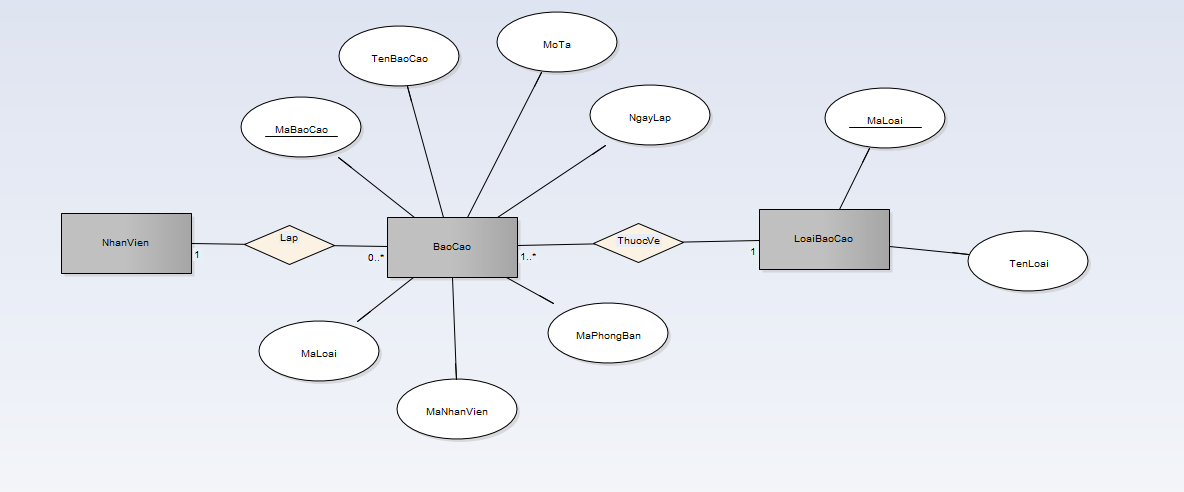 MoTa
TenBaoCao
NgayLap
MaBaoCao
MaLoai
NhanVien
1
Lap
0..*
BaoCao
1..*
ThuocVe
1
LoaiBaoCao
TenLoai
MaLoai
MaPhongBan
MaNhanVien